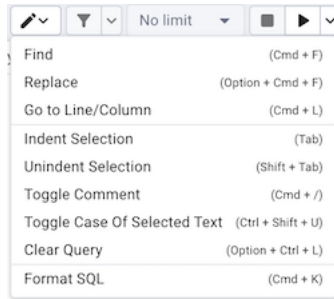 No limit
Find (Cmd + F)
Replace (Option + Cmd + F)
Go to Line/Column (Cmd + L)
Indent Selection (Tab)
Unindent Selection (Shift + Tab)
Toggle Comment (Cmd + /)
Toggle Case Of Selected Text (Ctrl + Shift + U)
Clear Query (Option + Ctrl + L)
Format SQL (Cmd + K)